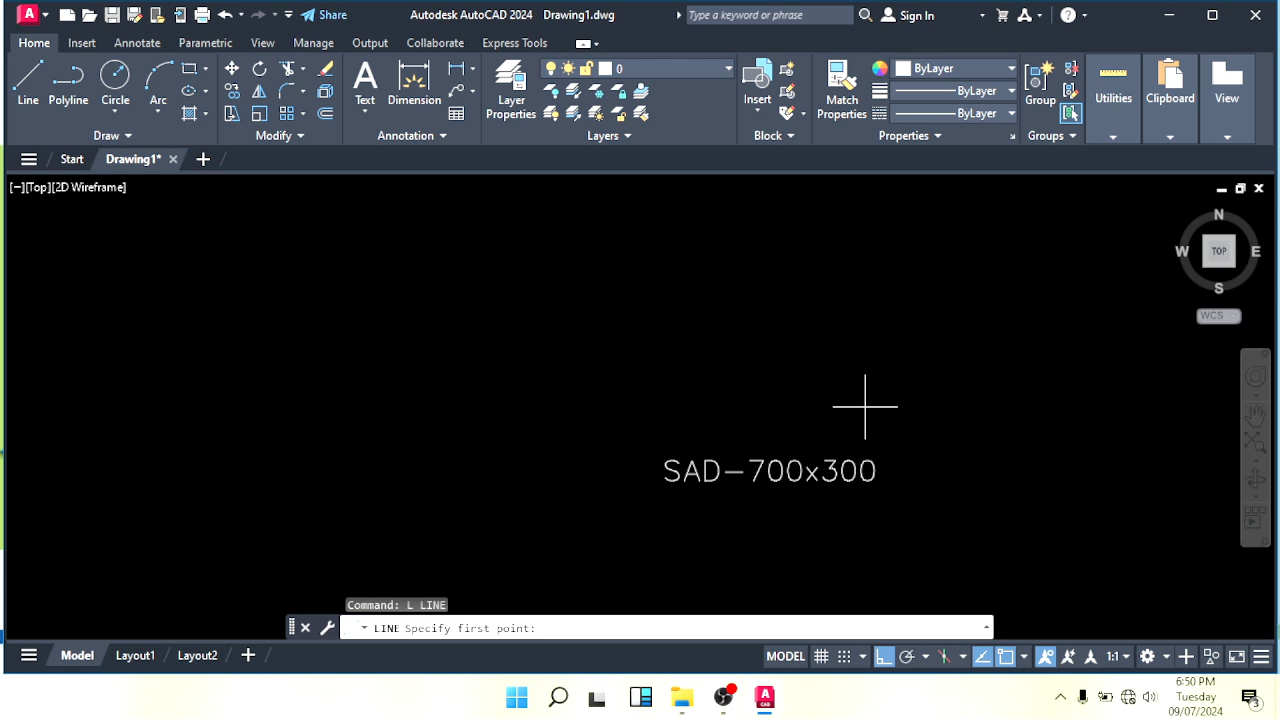 A Share Autodesk AutoCAD 2024 Drawing1.dwg Type a keyword or phrase Sign In
Home Insert Annotate Parametric View Manage Output Collaborate Express Tools
Line Polyline Circle Arc
A Text Dimension
Layer Properties
0
Insert
Match Properties
ByLayer
ByLayer
ByLayer
Group
Utilities Clipboard View
Draw Modify Annotation Layers Block Properties Groups
Start Drawing1*
[−][Top][2D Wireframe]
N
W TOP E
S
WCS
SAD-700x300
Command: L LINE
LINE Specify first point:
Model Layout1 Layout2 MODEL 1:1
A CAD
6:50 PM
Tuesday
09/07/2024
3